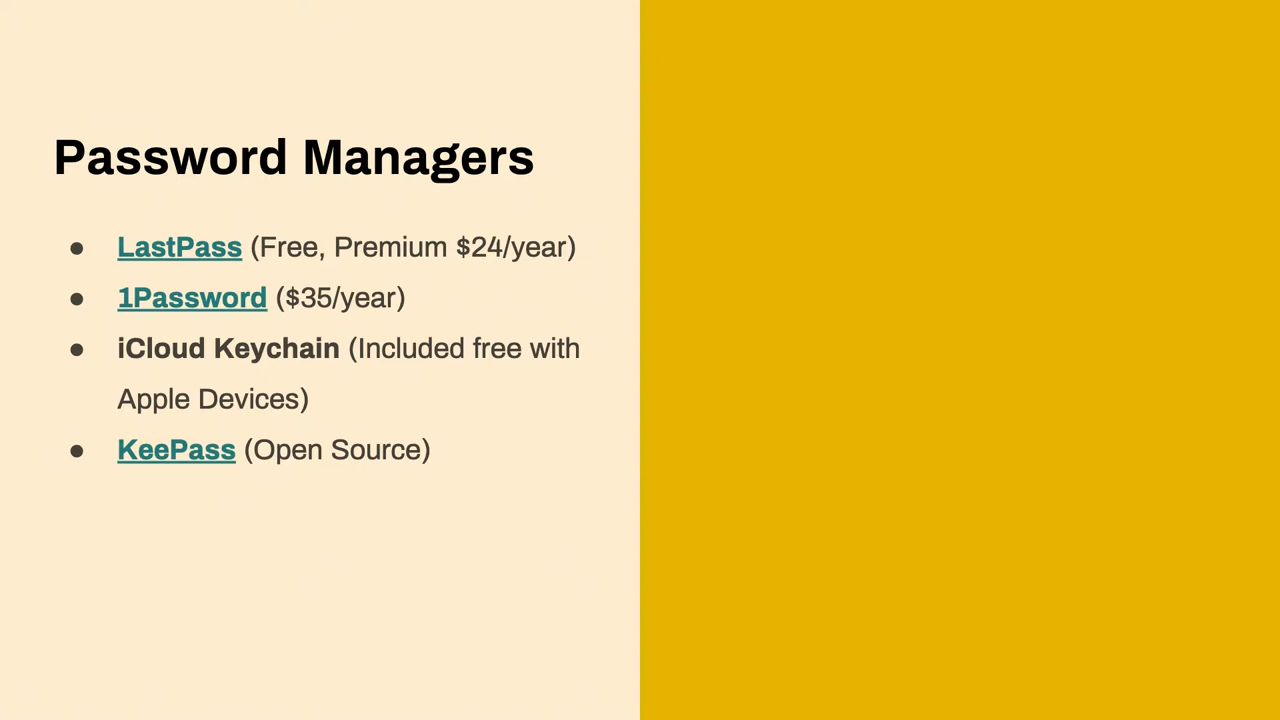 Password Managers
● LastPass (Free, Premium $24/year)
● 1Password ($35/year)
● iCloud Keychain (Included free with
Apple Devices)
● KeePass (Open Source)